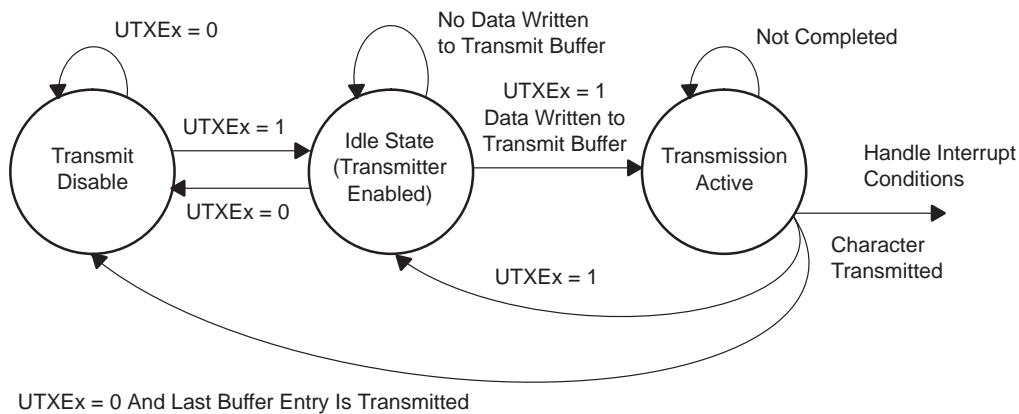 UTXEx = 0
No Data Written
to Transmit Buffer
Not Completed
UTXEx = 1
Data Written to
Transmit Buffer
UTXEx = 1
Transmit
Disable
Idle State
(Transmitter
Enabled)
Transmission
Active
Handle Interrupt
Conditions
UTXEx = 0
Character
Transmitted
UTXEx = 1
UTXEx = 0 And Last Buffer Entry Is Transmitted